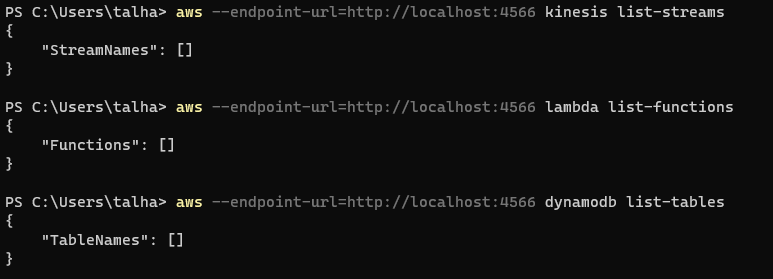 PS C:\Users\talha> aws --endpoint-url=http://localhost:4566 kinesis list-streams
{
    "StreamNames": []
}
PS C:\Users\talha> aws --endpoint-url=http://localhost:4566 lambda list-functions
{
    "Functions": []
}
PS C:\Users\talha> aws --endpoint-url=http://localhost:4566 dynamodb list-tables
{
    "TableNames": []
}